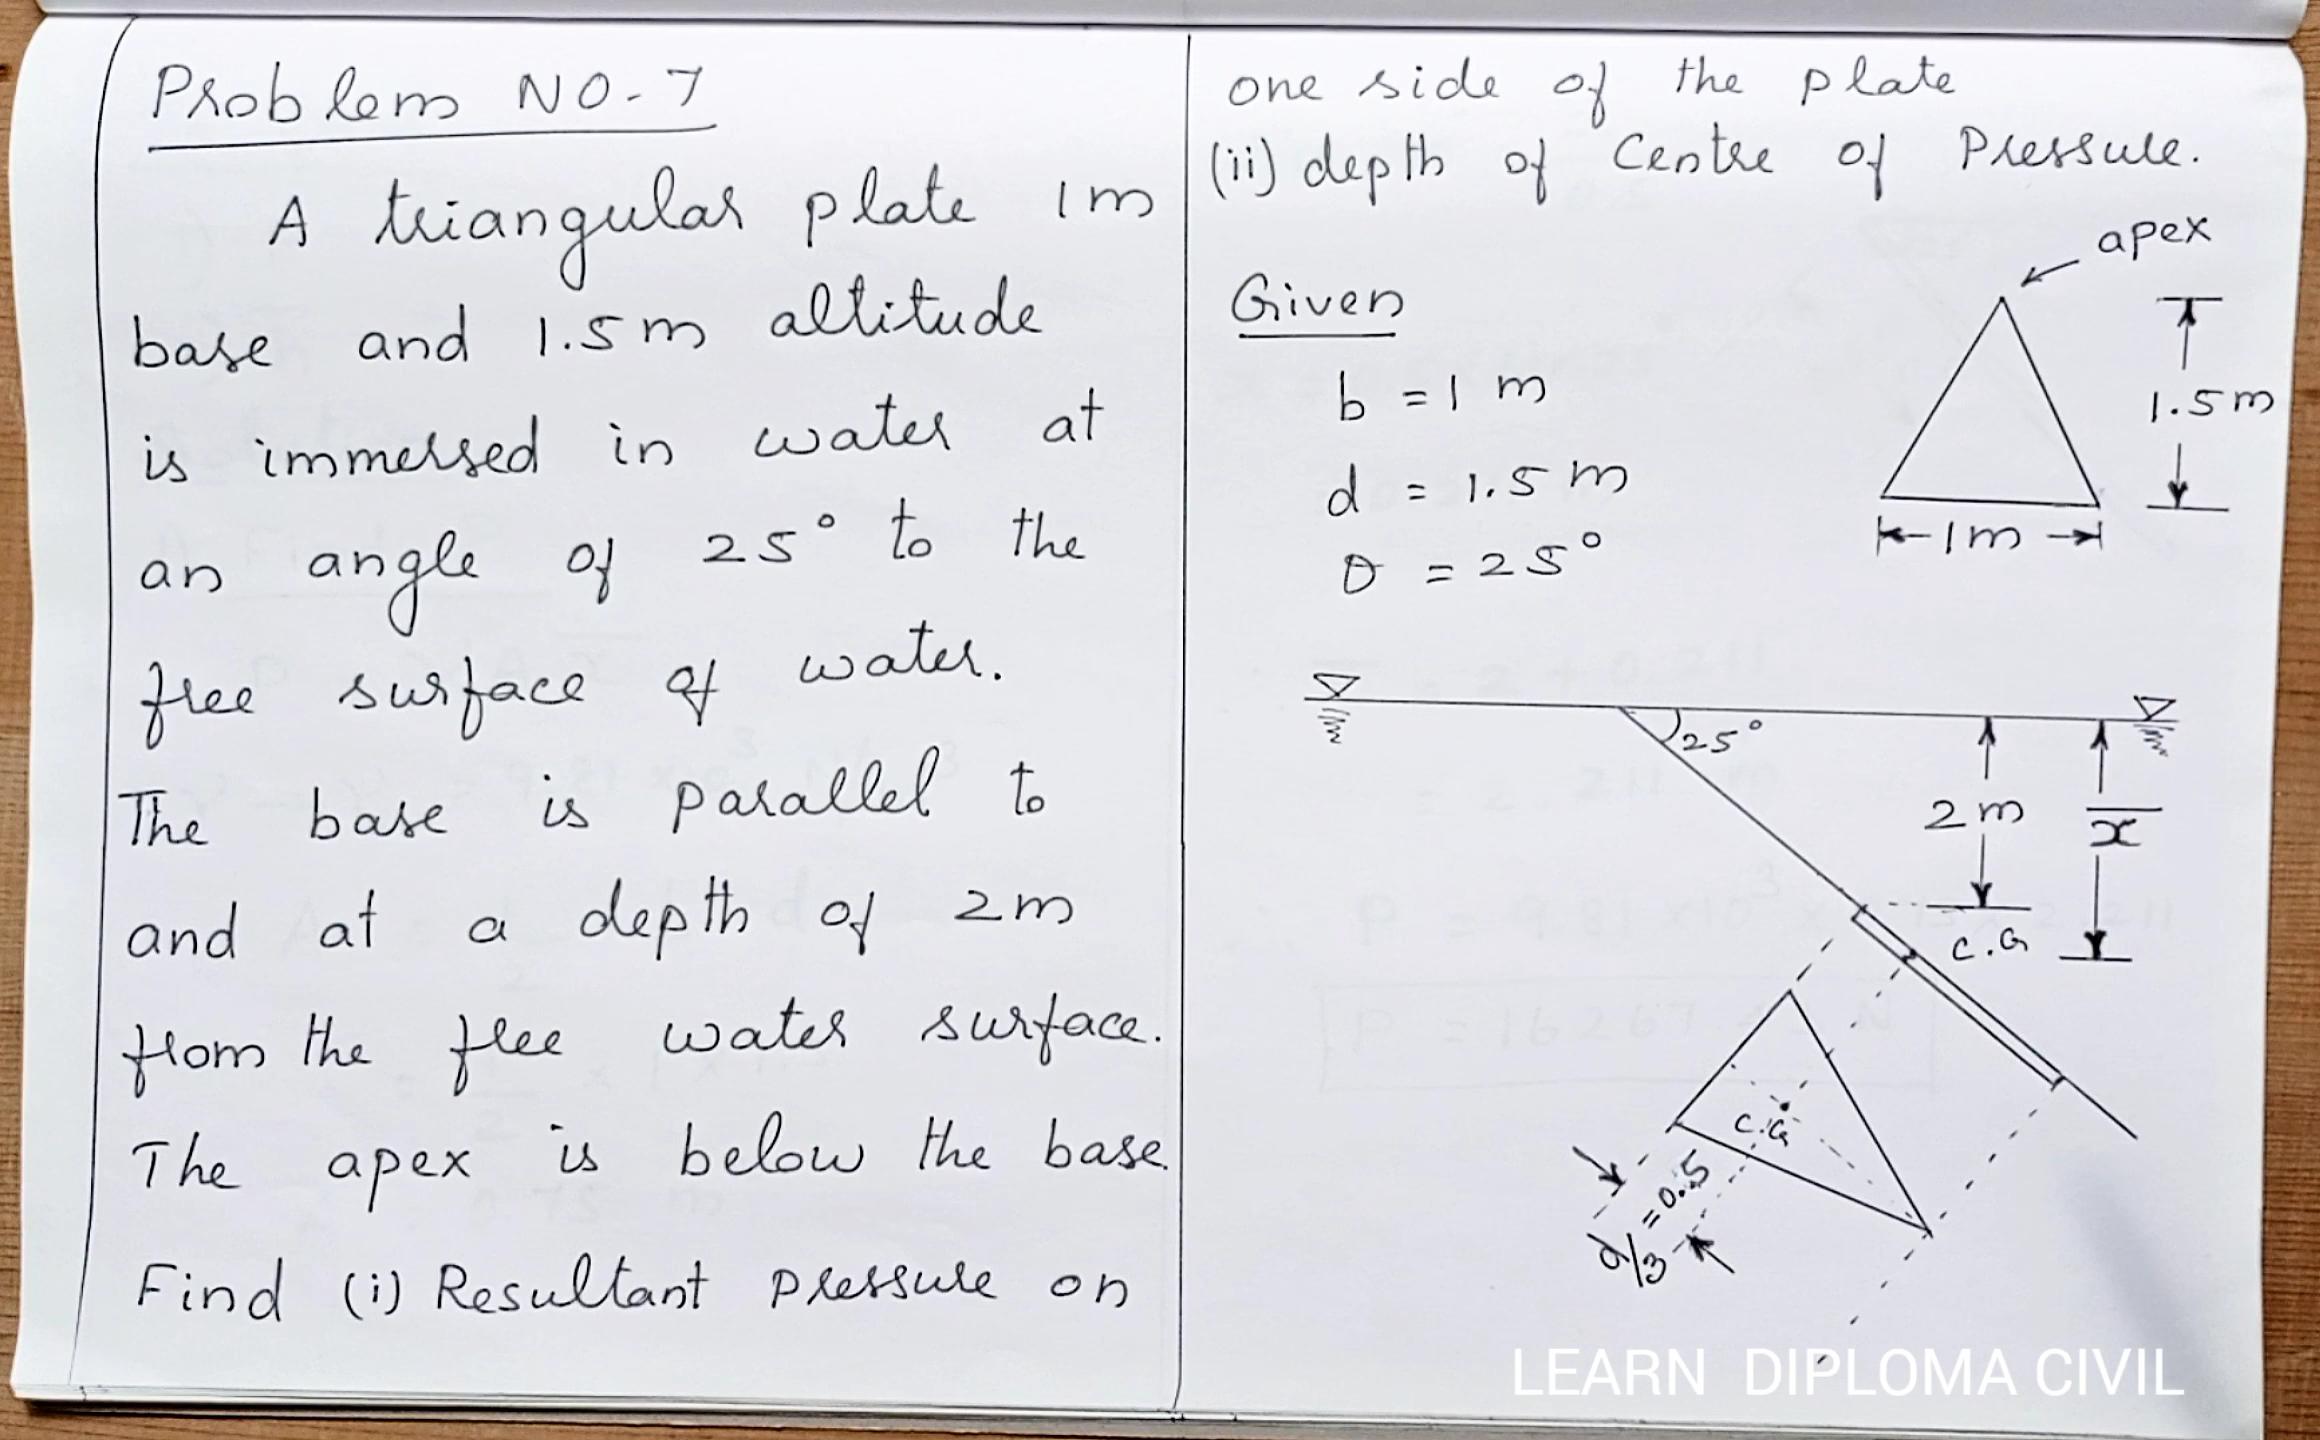 Problem NO-7
A triangular plate 1m
base and 1.5m altitude
is immersed in water at
an angle of 25° to the
free surface of water.
The base is parallel to
and at a depth of 2m
from the free water surface.
The apex is below the base.
Find (i) Resultant pressure on
one side of the plate
(ii) depth of Centre of Pressure.
apex
Given
b = 1 m
d = 1.5 m
θ = 25°
1.5m
1m
25°
2m
x̅
C.G
C.G
d/3 = 0.5
LEARN DIPLOMA CIVIL